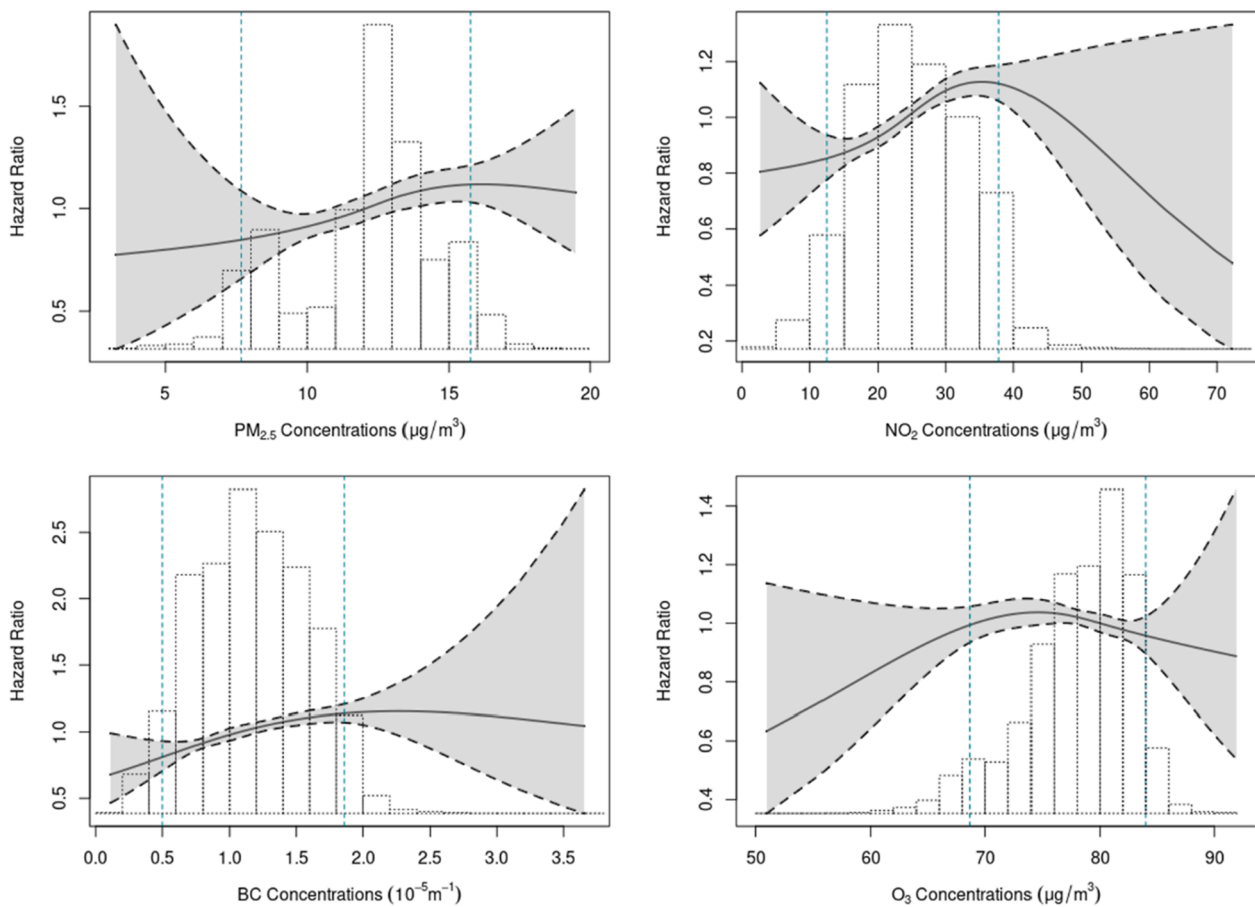 Hazard Ratio
0.5 1.0 1.5
5 10 15 20
PM2.5 Concentrations (µg/m³)
Hazard Ratio
0.2 0.4 0.6 0.8 1.0 1.2
0 10 20 30 40 50 60 70
NO2 Concentrations (µg/m³)
Hazard Ratio
0.5 1.0 1.5 2.0 2.5
0.0 0.5 1.0 1.5 2.0 2.5 3.0 3.5
BC Concentrations (10⁻⁵m⁻¹)
Hazard Ratio
0.4 0.6 0.8 1.0 1.2 1.4
50 60 70 80 90
O3 Concentrations (µg/m³)